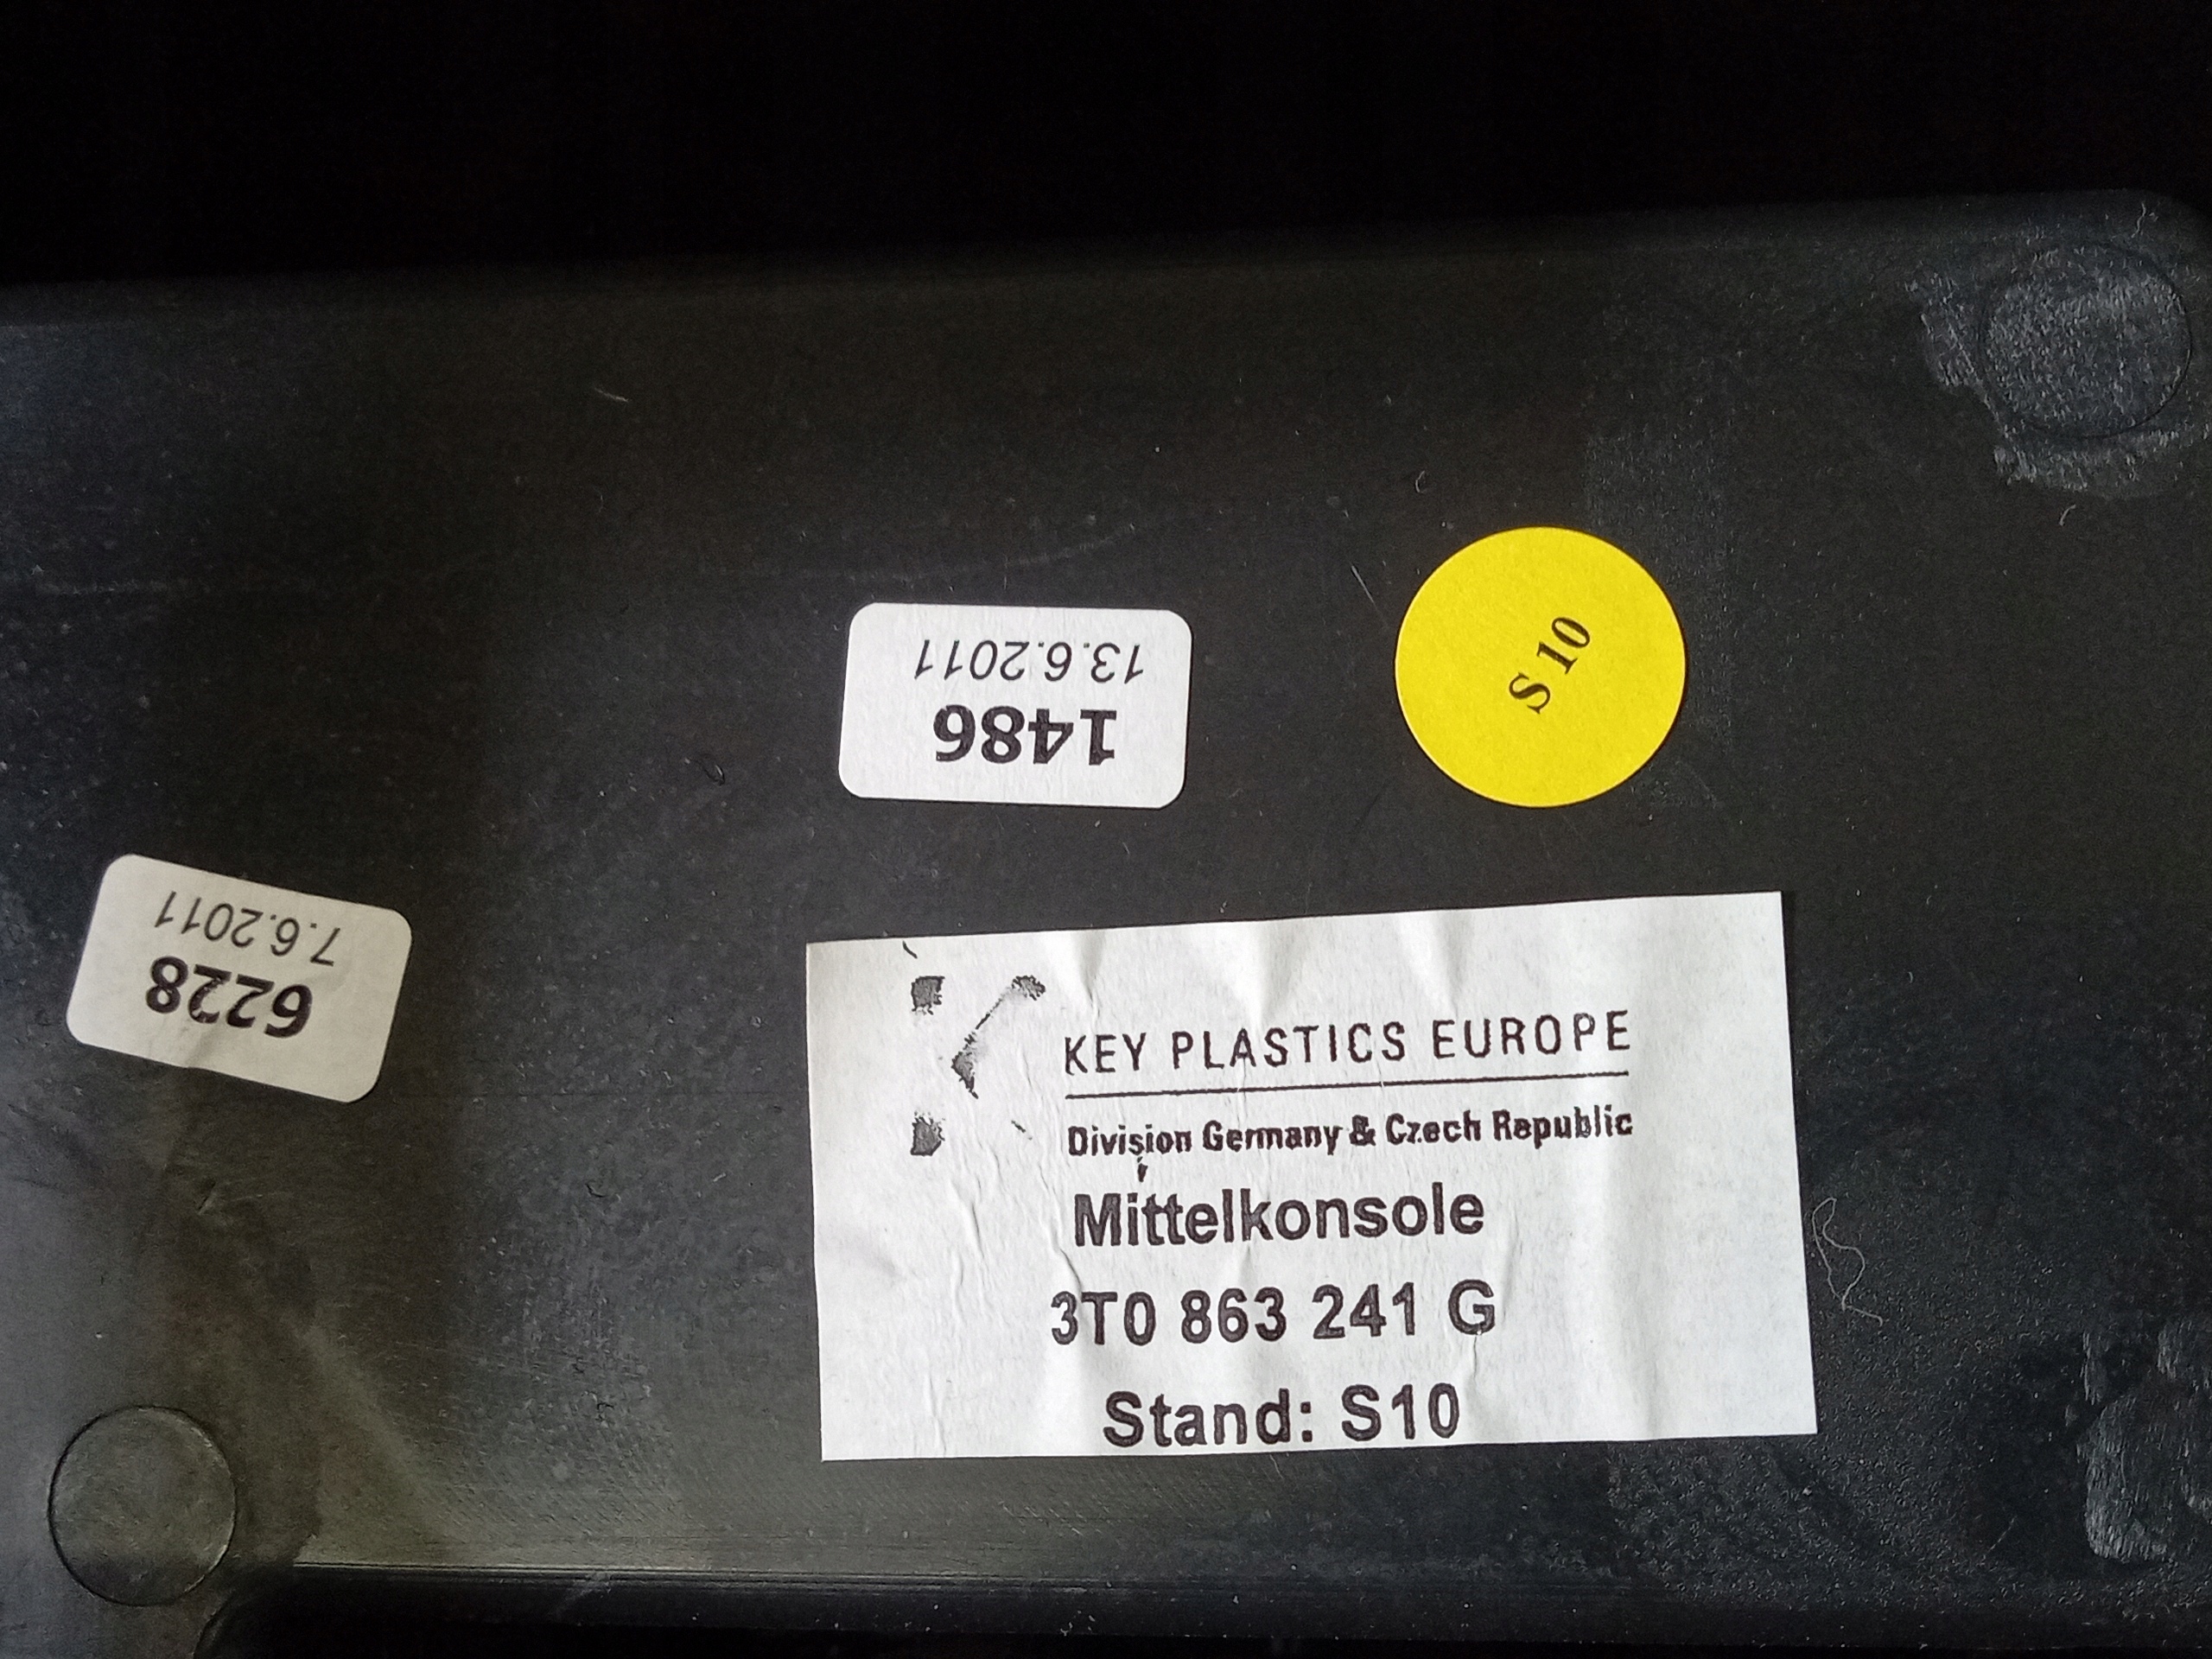 13.6.2011
1486
S 10
7.6.2011
6228
KEY PLASTICS EUROPE
Division Germany & Czech Republic
Mittelkonsole
3T0 863 241 G
Stand: S10